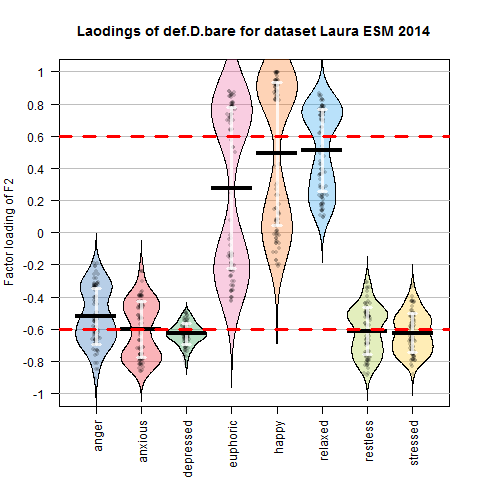 Laodings of def.D.bare for dataset Laura ESM 2014
Factor loading of F2
1
0.8
0.6
0.4
0.2
0
-0.2
-0.4
-0.6
-0.8
-1
anger
anxious
depressed
euphoric
happy
relaxed
restless
stressed